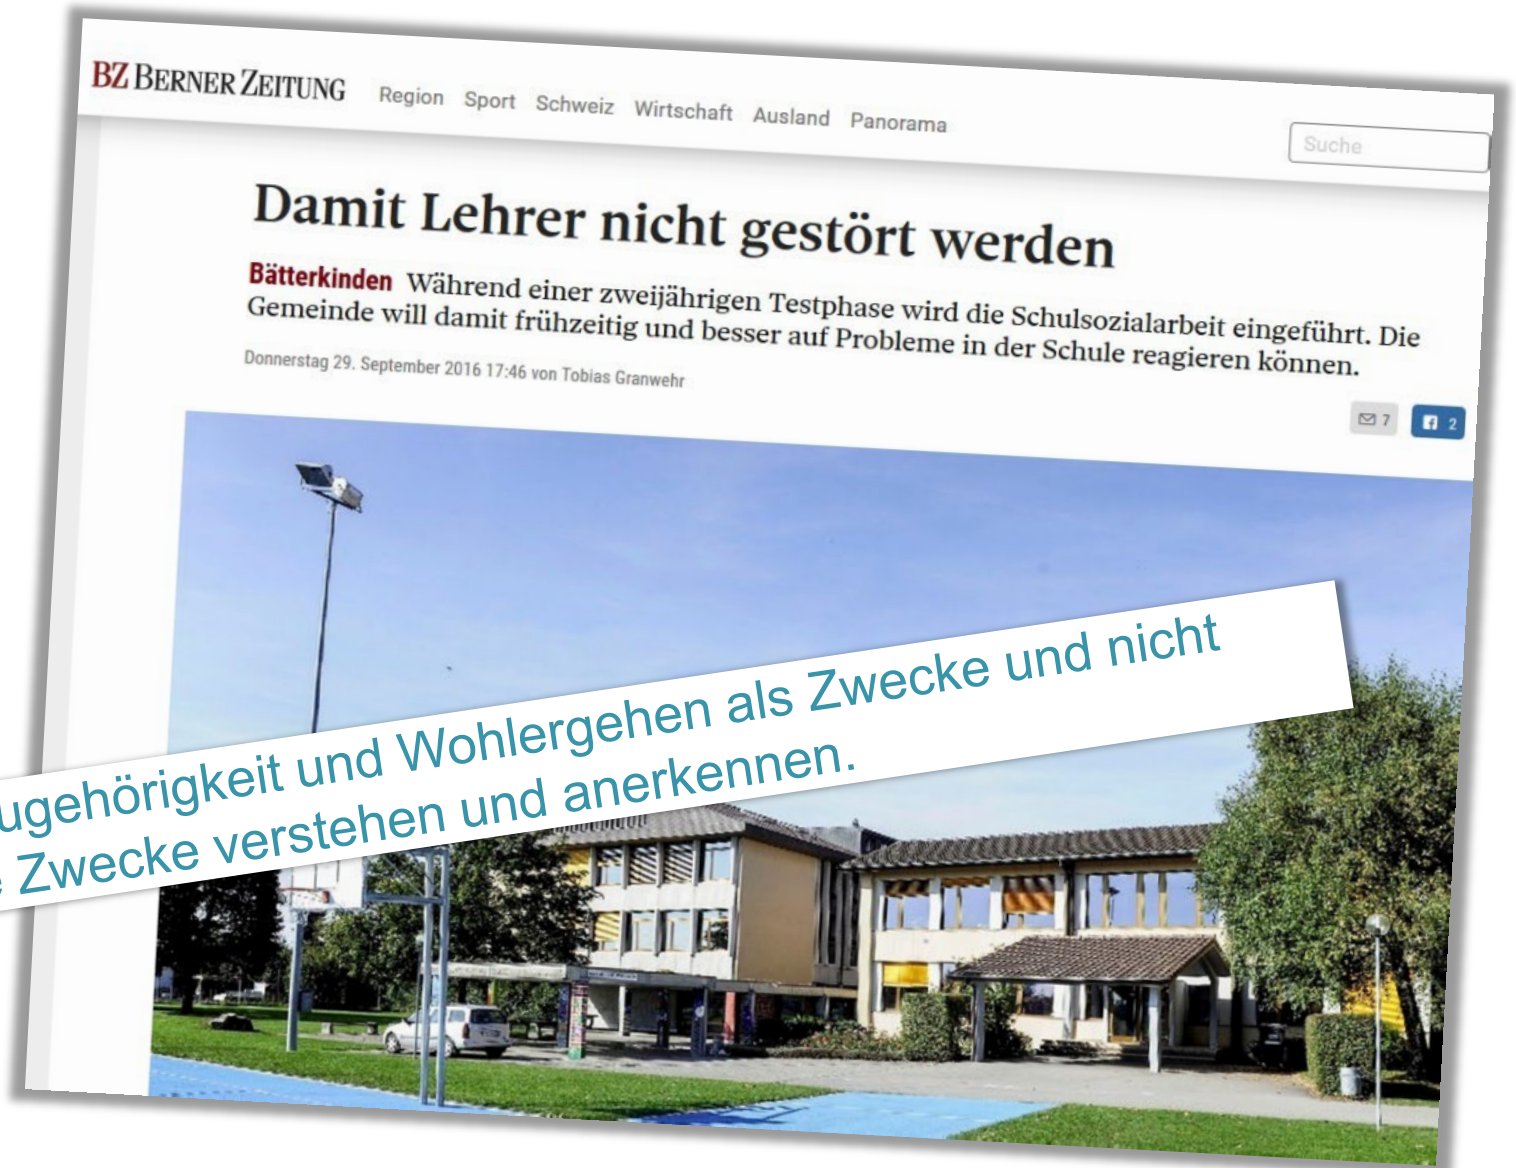 BZ BERNER ZEITUNG
Region Sport Schweiz Wirtschaft Ausland Panorama
Suche
Damit Lehrer nicht gestört werden
Bätterkinden Während einer zweijährigen Testphase wird die Schulsozialarbeit eingeführt. Die
Gemeinde will damit frühzeitig und besser auf Probleme in der Schule reagieren können.
Donnerstag 29. September 2016 17:46 von Tobias Granwehr
7
2
ugehörigkeit und Wohlergehen als Zwecke und nicht
e Zwecke verstehen und anerkennen.